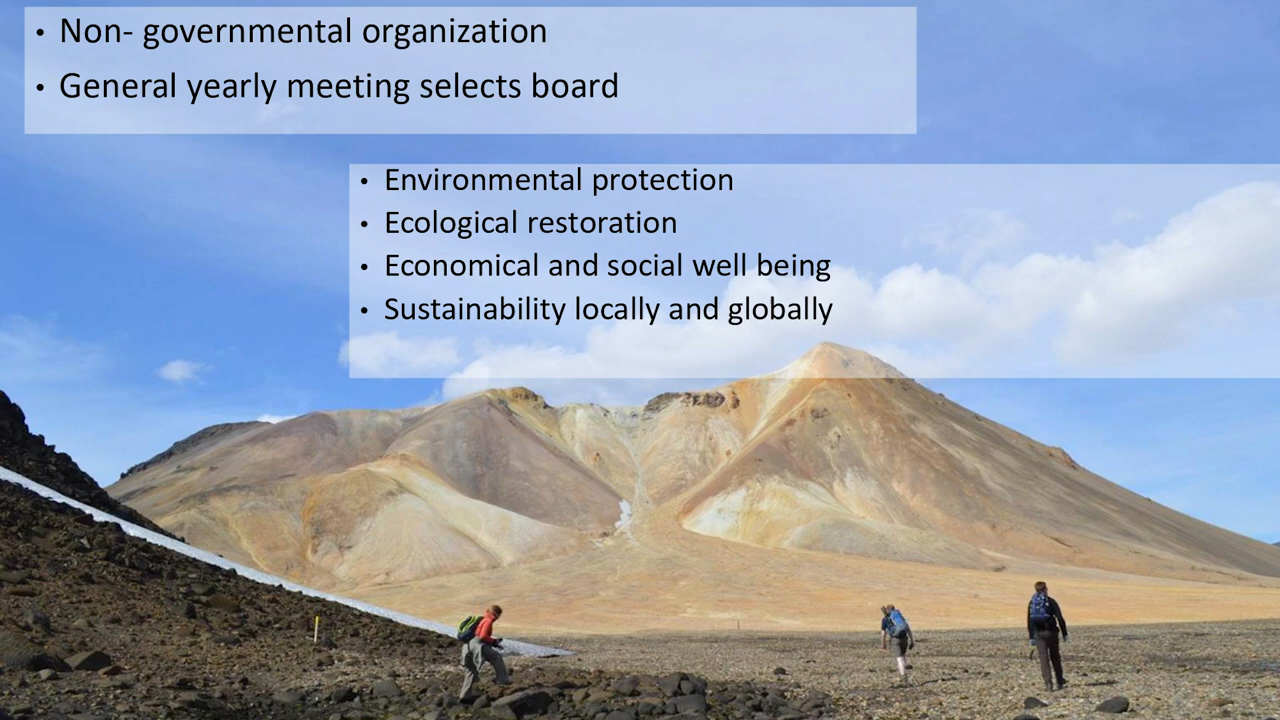 • Non- governmental organization
• General yearly meeting selects board
• Environmental protection
• Ecological restoration
• Economical and social well being
• Sustainability locally and globally